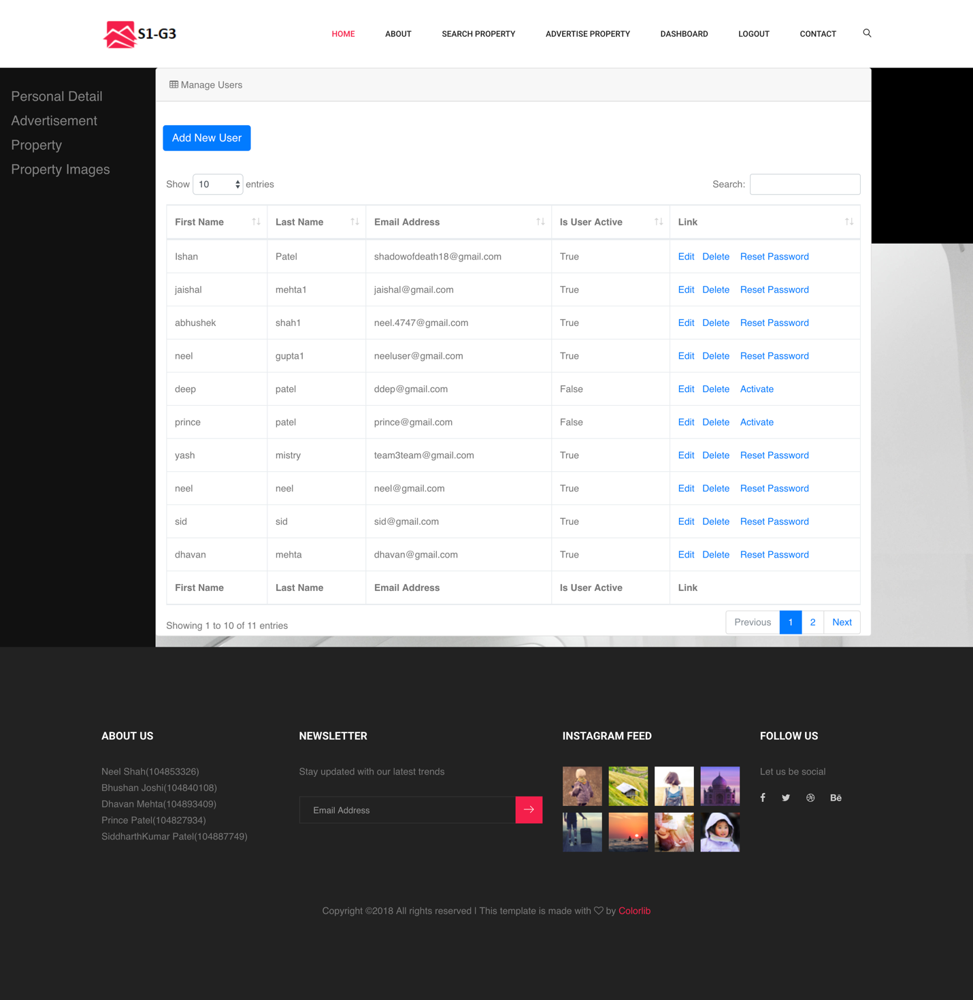 S1-G3
HOME ABOUT SEARCH PROPERTY ADVERTISE PROPERTY DASHBOARD LOGOUT CONTACT
Personal Detail
Advertisement
Property
Property Images
Manage Users
Add New User
Show 10 entries Search:
First Name Last Name Email Address Is User Active Link
Ishan Patel shadowofdeath18@gmail.com True Edit Delete Reset Password
jaishal mehta1 jaishal@gmail.com True Edit Delete Reset Password
abhushek shah1 neel.4747@gmail.com True Edit Delete Reset Password
neel gupta1 neeluser@gmail.com True Edit Delete Reset Password
deep patel ddep@gmail.com False Edit Delete Activate
prince patel prince@gmail.com False Edit Delete Activate
yash mistry team3team@gmail.com True Edit Delete Reset Password
neel neel neel@gmail.com True Edit Delete Reset Password
sid sid sid@gmail.com True Edit Delete Reset Password
dhavan mehta dhavan@gmail.com True Edit Delete Reset Password
First Name Last Name Email Address Is User Active Link
Showing 1 to 10 of 11 entries
Previous 1 2 Next
ABOUT US
Neel Shah(104853326)
Bhushan Joshi(104840108)
Dhavan Mehta(104893409)
Prince Patel(104827934)
SiddharthKumar Patel(104887749)
NEWSLETTER
Stay updated with our latest trends
Email Address
INSTAGRAM FEED
FOLLOW US
Let us be social
Copyright ©2018 All rights reserved | This template is made with ♡ by Colorlib